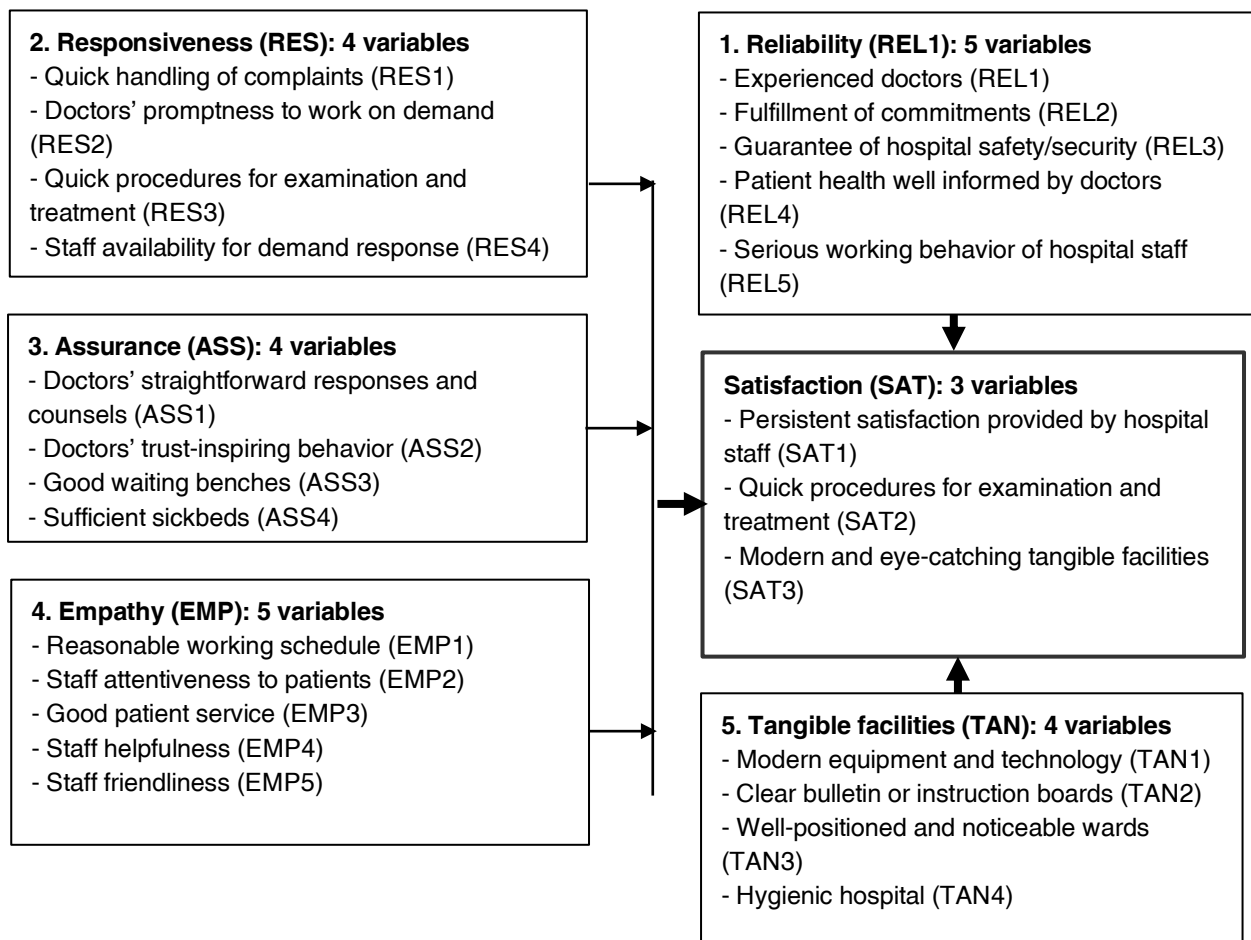 2. Responsiveness (RES): 4 variables
- Quick handling of complaints (RES1)
- Doctors’ promptness to work on demand
(RES2)
- Quick procedures for examination and
treatment (RES3)
- Staff availability for demand response (RES4)
1. Reliability (REL1): 5 variables
- Experienced doctors (REL1)
- Fulfillment of commitments (REL2)
- Guarantee of hospital safety/security (REL3)
- Patient health well informed by doctors
(REL4)
- Serious working behavior of hospital staff
(REL5)
3. Assurance (ASS): 4 variables
- Doctors’ straightforward responses and
counsels (ASS1)
- Doctors’ trust-inspiring behavior (ASS2)
- Good waiting benches (ASS3)
- Sufficient sickbeds (ASS4)
Satisfaction (SAT): 3 variables
- Persistent satisfaction provided by hospital
staff (SAT1)
- Quick procedures for examination and
treatment (SAT2)
- Modern and eye-catching tangible facilities
(SAT3)
4. Empathy (EMP): 5 variables
- Reasonable working schedule (EMP1)
- Staff attentiveness to patients (EMP2)
- Good patient service (EMP3)
- Staff helpfulness (EMP4)
- Staff friendliness (EMP5)
5. Tangible facilities (TAN): 4 variables
- Modern equipment and technology (TAN1)
- Clear bulletin or instruction boards (TAN2)
- Well-positioned and noticeable wards
(TAN3)
- Hygienic hospital (TAN4)